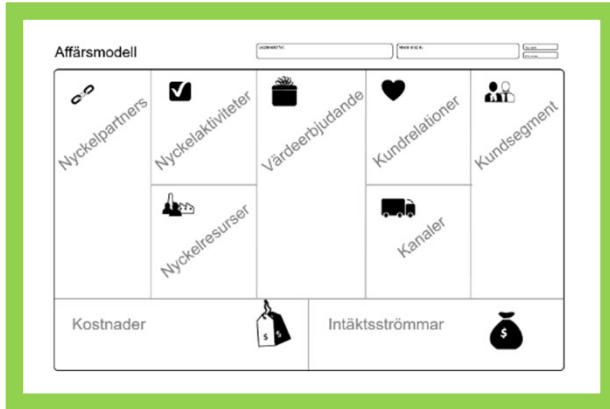 Affärsmodell
Nyckelpartners
Nyckelaktiviteter
Värdeerbjudande
Kundrelationer
Kundsegment
Nyckelresurser
Kanaler
Kostnader
$ $
Intäktsströmmar
$